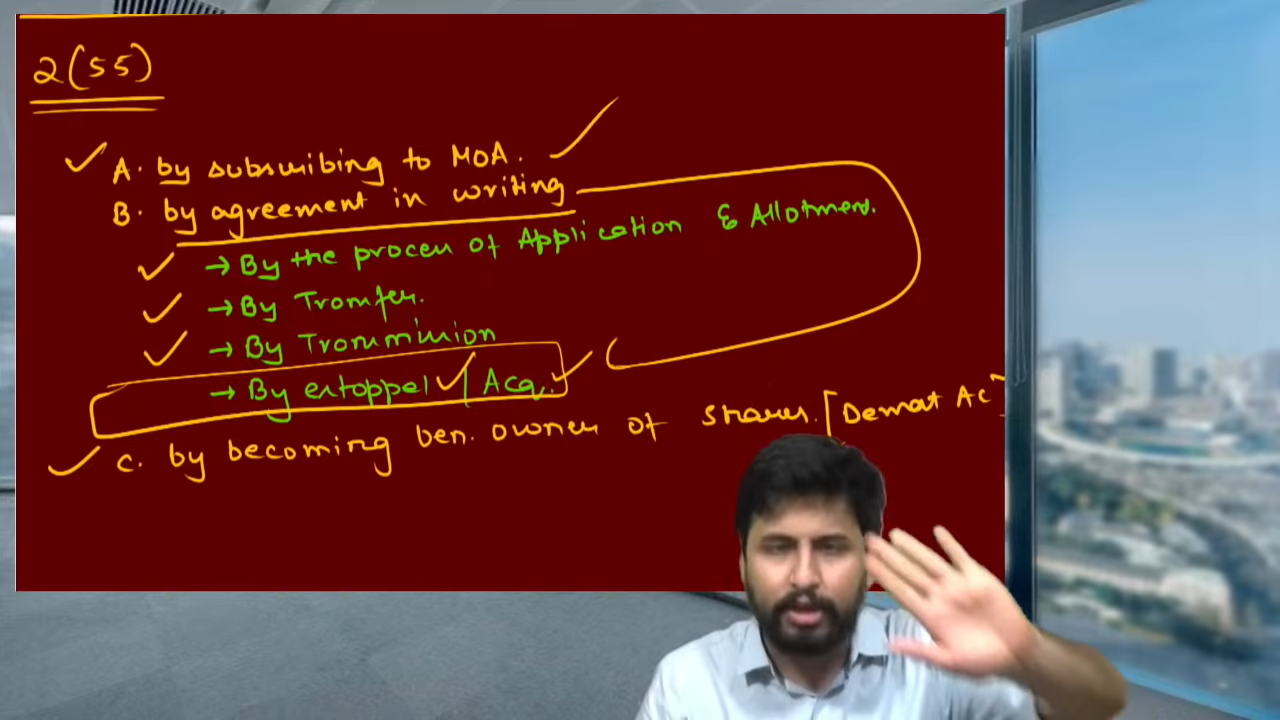 2(55)
A. by subscribing to MOA.
B. by agreement in writing
→ By the process of Application & Allotment.
→ By Transfer.
→ By Transmission
→ By estoppel / Acq.
C. by becoming ben. owner of shares. [Demat Ac